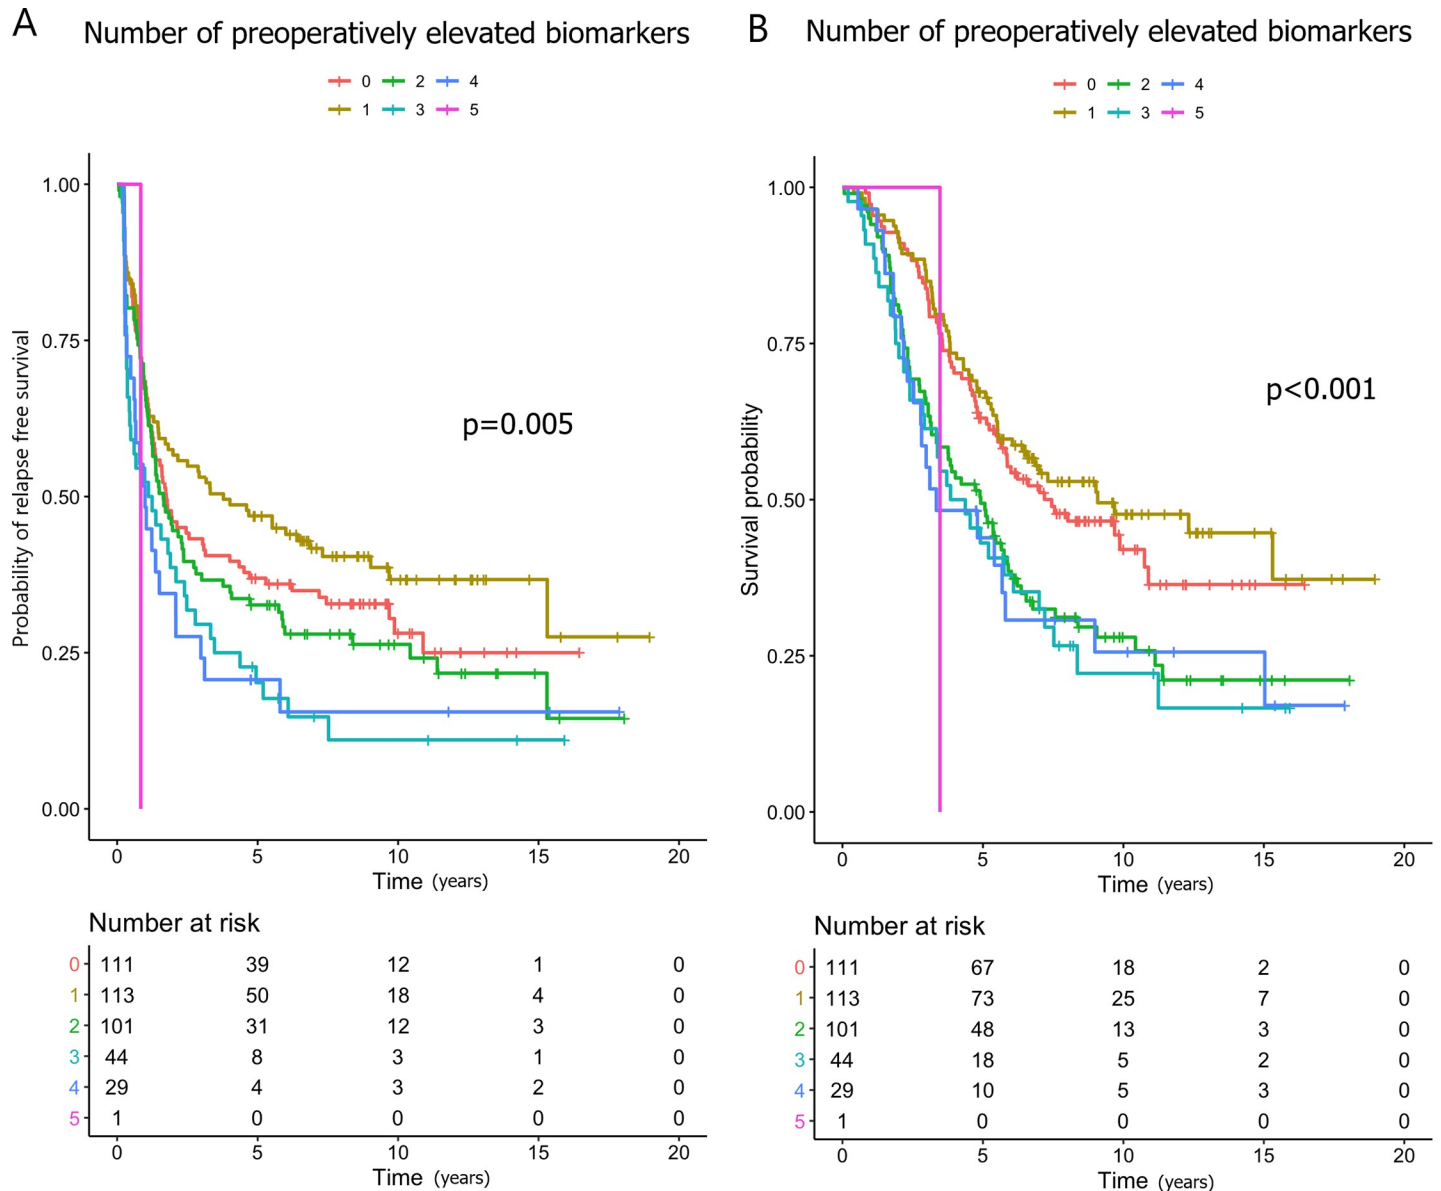 A
Number of preoperatively elevated biomarkers
0 2 4
1 3 5
Probability of relapse free survival
1.00
0.75
0.50
0.25
0.00
p=0.005
0 5 10 15 20
Time (years)
Number at risk
0 111 39 12 1 0
1 113 50 18 4 0
2 101 31 12 3 0
3 44 8 3 1 0
4 29 4 3 2 0
5 1 0 0 0 0
0 5 10 15 20
Time (years)
B
Number of preoperatively elevated biomarkers
0 2 4
1 3 5
Survival probability
1.00
0.75
0.50
0.25
0.00
p<0.001
0 5 10 15 20
Time (years)
Number at risk
0 111 67 18 2 0
1 113 73 25 7 0
2 101 48 13 3 0
3 44 18 5 2 0
4 29 10 5 3 0
5 1 0 0 0 0
0 5 10 15 20
Time (years)